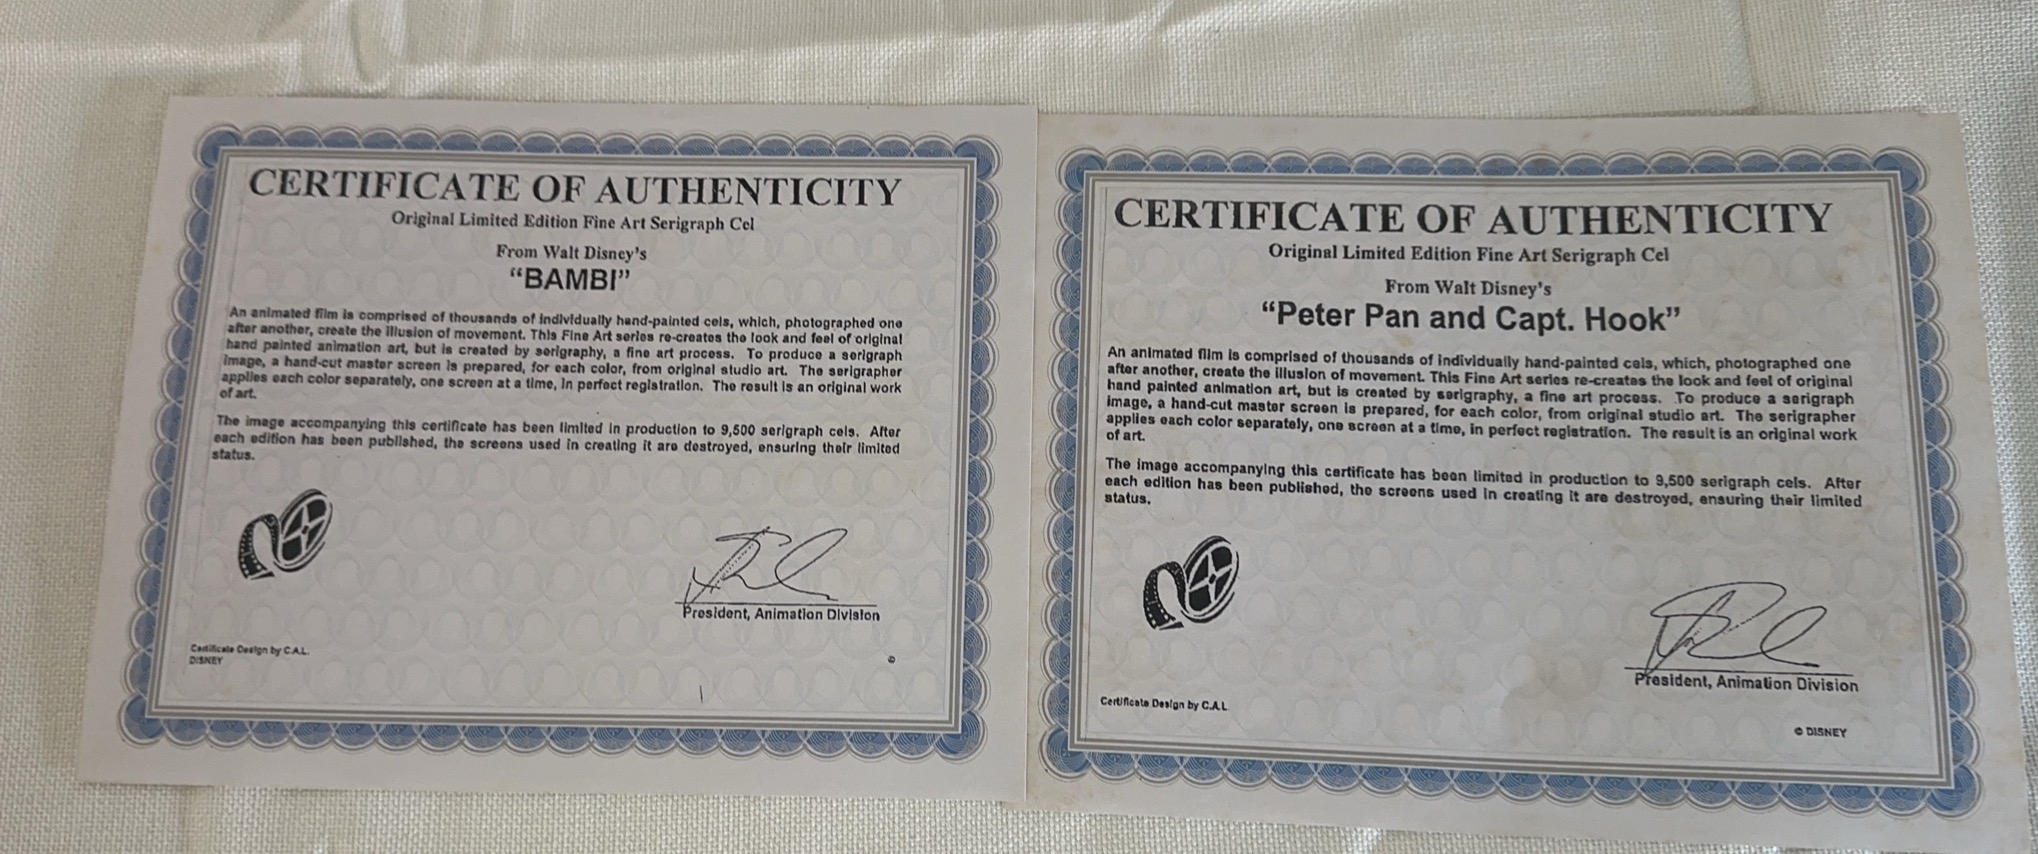 CERTIFICATE OF AUTHENTICITY
Original Limited Edition Fine Art Serigraph Cel
From Walt Disney's
“BAMBI”
An animated film is comprised of thousands of individually hand-painted cels, which, photographed one
after another, create the illusion of movement. This Fine Art series re-creates the look and feel of original
hand painted animation art, but is created by serigraphy, a fine art process. To produce a serigraph
image, a hand-cut master screen is prepared, for each color, from original studio art. The serigrapher
applies each color separately, one screen at a time, in perfect registration. The result is an original work
of art.
The image accompanying this certificate has been limited in production to 9,500 serigraph cels. After
each edition has been published, the screens used in creating it are destroyed, ensuring their limited
status.
President, Animation Division
Certificate Design by C.A.L.
DISNEY
©
CERTIFICATE OF AUTHENTICITY
Original Limited Edition Fine Art Serigraph Cel
From Walt Disney's
“Peter Pan and Capt. Hook”
An animated film is comprised of thousands of individually hand-painted cels, which, photographed one
after another, create the illusion of movement. This Fine Art series re-creates the look and feel of original
hand painted animation art, but is created by serigraphy, a fine art process. To produce a serigraph
image, a hand-cut master screen is prepared, for each color, from original studio art. The serigrapher
applies each color separately, one screen at a time, in perfect registration. The result is an original work
of art.
The image accompanying this certificate has been limited in production to 9,500 serigraph cels. After
each edition has been published, the screens used in creating it are destroyed, ensuring their limited
status.
President, Animation Division
Certificate Design by C.A.L.
© DISNEY